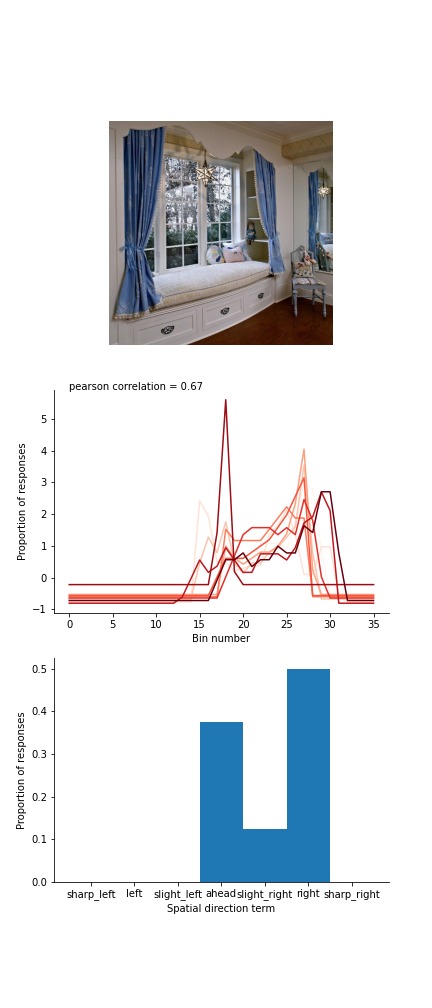 pearson correlation = 0.67
Proportion of responses
5
4
3
2
1
0
−1
0 5 10 15 20 25 30 35
Bin number
Proportion of responses
0.5
0.4
0.3
0.2
0.1
0.0
sharp_left left slight_left ahead slight_right right sharp_right
Spatial direction term